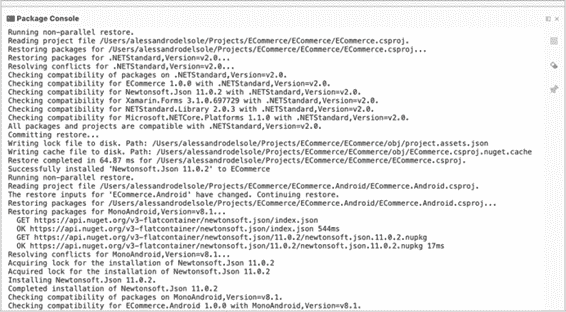 Package Console
Running non-parallel restore.
Reading project file /Users/alessandrodelsole/Projects/ECommerce/ECommerce/ECommerce.csproj.
Restoring packages for /Users/alessandrodelsole/Projects/ECommerce/ECommerce/ECommerce.csproj...
Restoring packages for .NETStandard,Version=v2.0...
Resolving conflicts for .NETStandard,Version=v2.0...
Checking compatibility of packages on .NETStandard,Version=v2.0.
Checking compatibility for ECommerce 1.0.0 with .NETStandard,Version=v2.0.
Checking compatibility for Newtonsoft.Json 11.0.2 with .NETStandard,Version=v2.0.
Checking compatibility for Xamarin.Forms 3.1.0.697729 with .NETStandard,Version=v2.0.
Checking compatibility for NETStandard.Library 2.0.3 with .NETStandard,Version=v2.0.
Checking compatibility for Microsoft.NETCore.Platforms 1.1.0 with .NETStandard,Version=v2.0.
All packages and projects are compatible with .NETStandard,Version=v2.0.
Committing restore...
Writing lock file to disk. Path: /Users/alessandrodelsole/Projects/ECommerce/ECommerce/obj/project.assets.json
Writing cache file to disk. Path: /Users/alessandrodelsole/Projects/ECommerce/ECommerce/obj/ECommerce.csproj.nuget.cache
Restore completed in 64.87 ms for /Users/alessandrodelsole/Projects/ECommerce/ECommerce/ECommerce.csproj.
Successfully installed 'Newtonsoft.Json 11.0.2' to ECommerce
Running non-parallel restore.
Reading project file /Users/alessandrodelsole/Projects/ECommerce/ECommerce.Android/ECommerce.Android.csproj.
The restore inputs for 'ECommerce.Android' have changed. Continuing restore.
Restoring packages for /Users/alessandrodelsole/Projects/ECommerce/ECommerce.Android/ECommerce.Android.csproj...
Restoring packages for MonoAndroid,Version=v8.1...
GET https://api.nuget.org/v3-flatcontainer/newtonsoft.json/index.json
OK https://api.nuget.org/v3-flatcontainer/newtonsoft.json/index.json 544ms
GET https://api.nuget.org/v3-flatcontainer/newtonsoft.json/11.0.2/newtonsoft.json.11.0.2.nupkg
OK https://api.nuget.org/v3-flatcontainer/newtonsoft.json/11.0.2/newtonsoft.json.11.0.2.nupkg 17ms
Resolving conflicts for MonoAndroid,Version=v8.1...
Acquiring lock for the installation of Newtonsoft.Json 11.0.2
Acquired lock for the installation of Newtonsoft.Json 11.0.2
Installing Newtonsoft.Json 11.0.2.
Completed installation of Newtonsoft.Json 11.0.2
Checking compatibility of packages on MonoAndroid,Version=v8.1.
Checking compatibility for ECommerce.Android 1.0.0 with MonoAndroid,Version=v8.1.